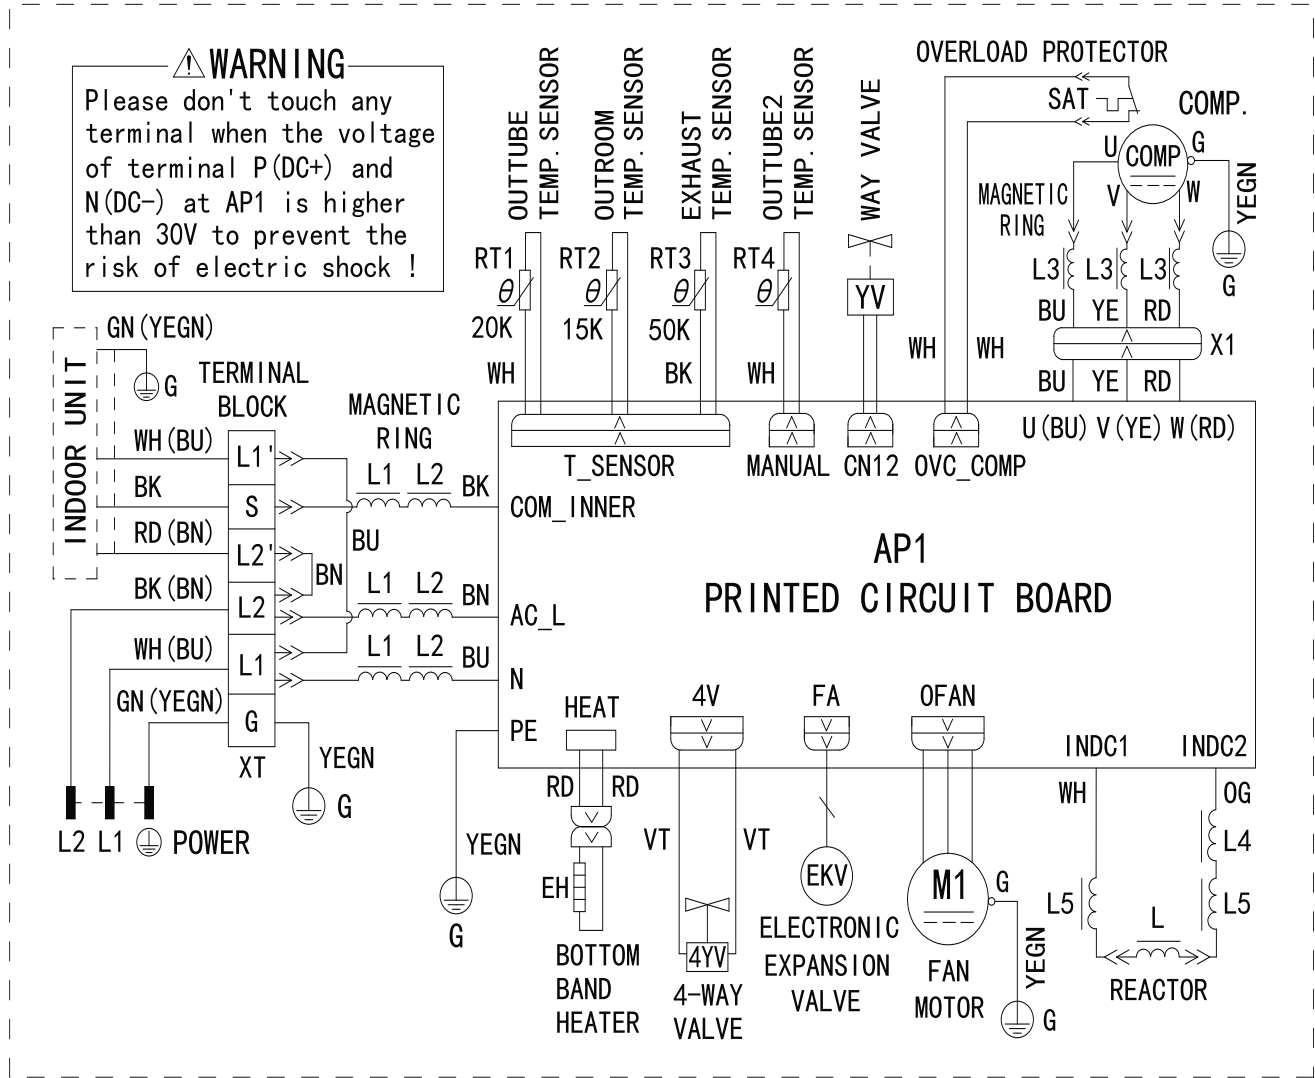 WARNING
Please don't touch any
terminal when the voltage
of terminal P(DC+) and
N(DC-) at AP1 is higher
than 30V to prevent the
risk of electric shock !
OUTTUBE
TEMP. SENSOR
OUTROOM
TEMP. SENSOR
EXHAUST
TEMP. SENSOR
OUTTUBE2
TEMP. SENSOR
WAY VALVE
OVERLOAD PROTECTOR
SAT
COMP.
U
COMP
G
V
W
YEGN
G
MAGNETIC
RING
L3
L3
L3
BU
YE
RD
X1
BU
YE
RD
RT1
θ
20K
WH
RT2
θ
15K
RT3
θ
50K
BK
RT4
θ
WH
YV
WH
WH
T_SENSOR
MANUAL
CN12
OVC_COMP
U(BU) V(YE) W(RD)
INDOOR UNIT
GN(YEGN)
G
TERMINAL
BLOCK
WH(BU)
L1'
BK
S
RD(BN)
L2'
BK(BN)
L2
WH(BU)
L1
GN(YEGN)
G
XT
BU
BN
MAGNETIC
RING
L1 L2 BK
COM_INNER
L1 L2 BN
AC_L
L1 L2 BU
N
PE
YEGN
G
L2 L1 POWER
YEGN
G
AP1
PRINTED CIRCUIT BOARD
HEAT
RD
RD
EH
BOTTOM
BAND
HEATER
4V
VT
VT
4YV
4-WAY
VALVE
FA
EKV
ELECTRONIC
EXPANSION
VALVE
OFAN
M1
G
YEGN
G
FAN
MOTOR
INDC1
INDC2
WH
OG
L4
L5
L5
L
REACTOR